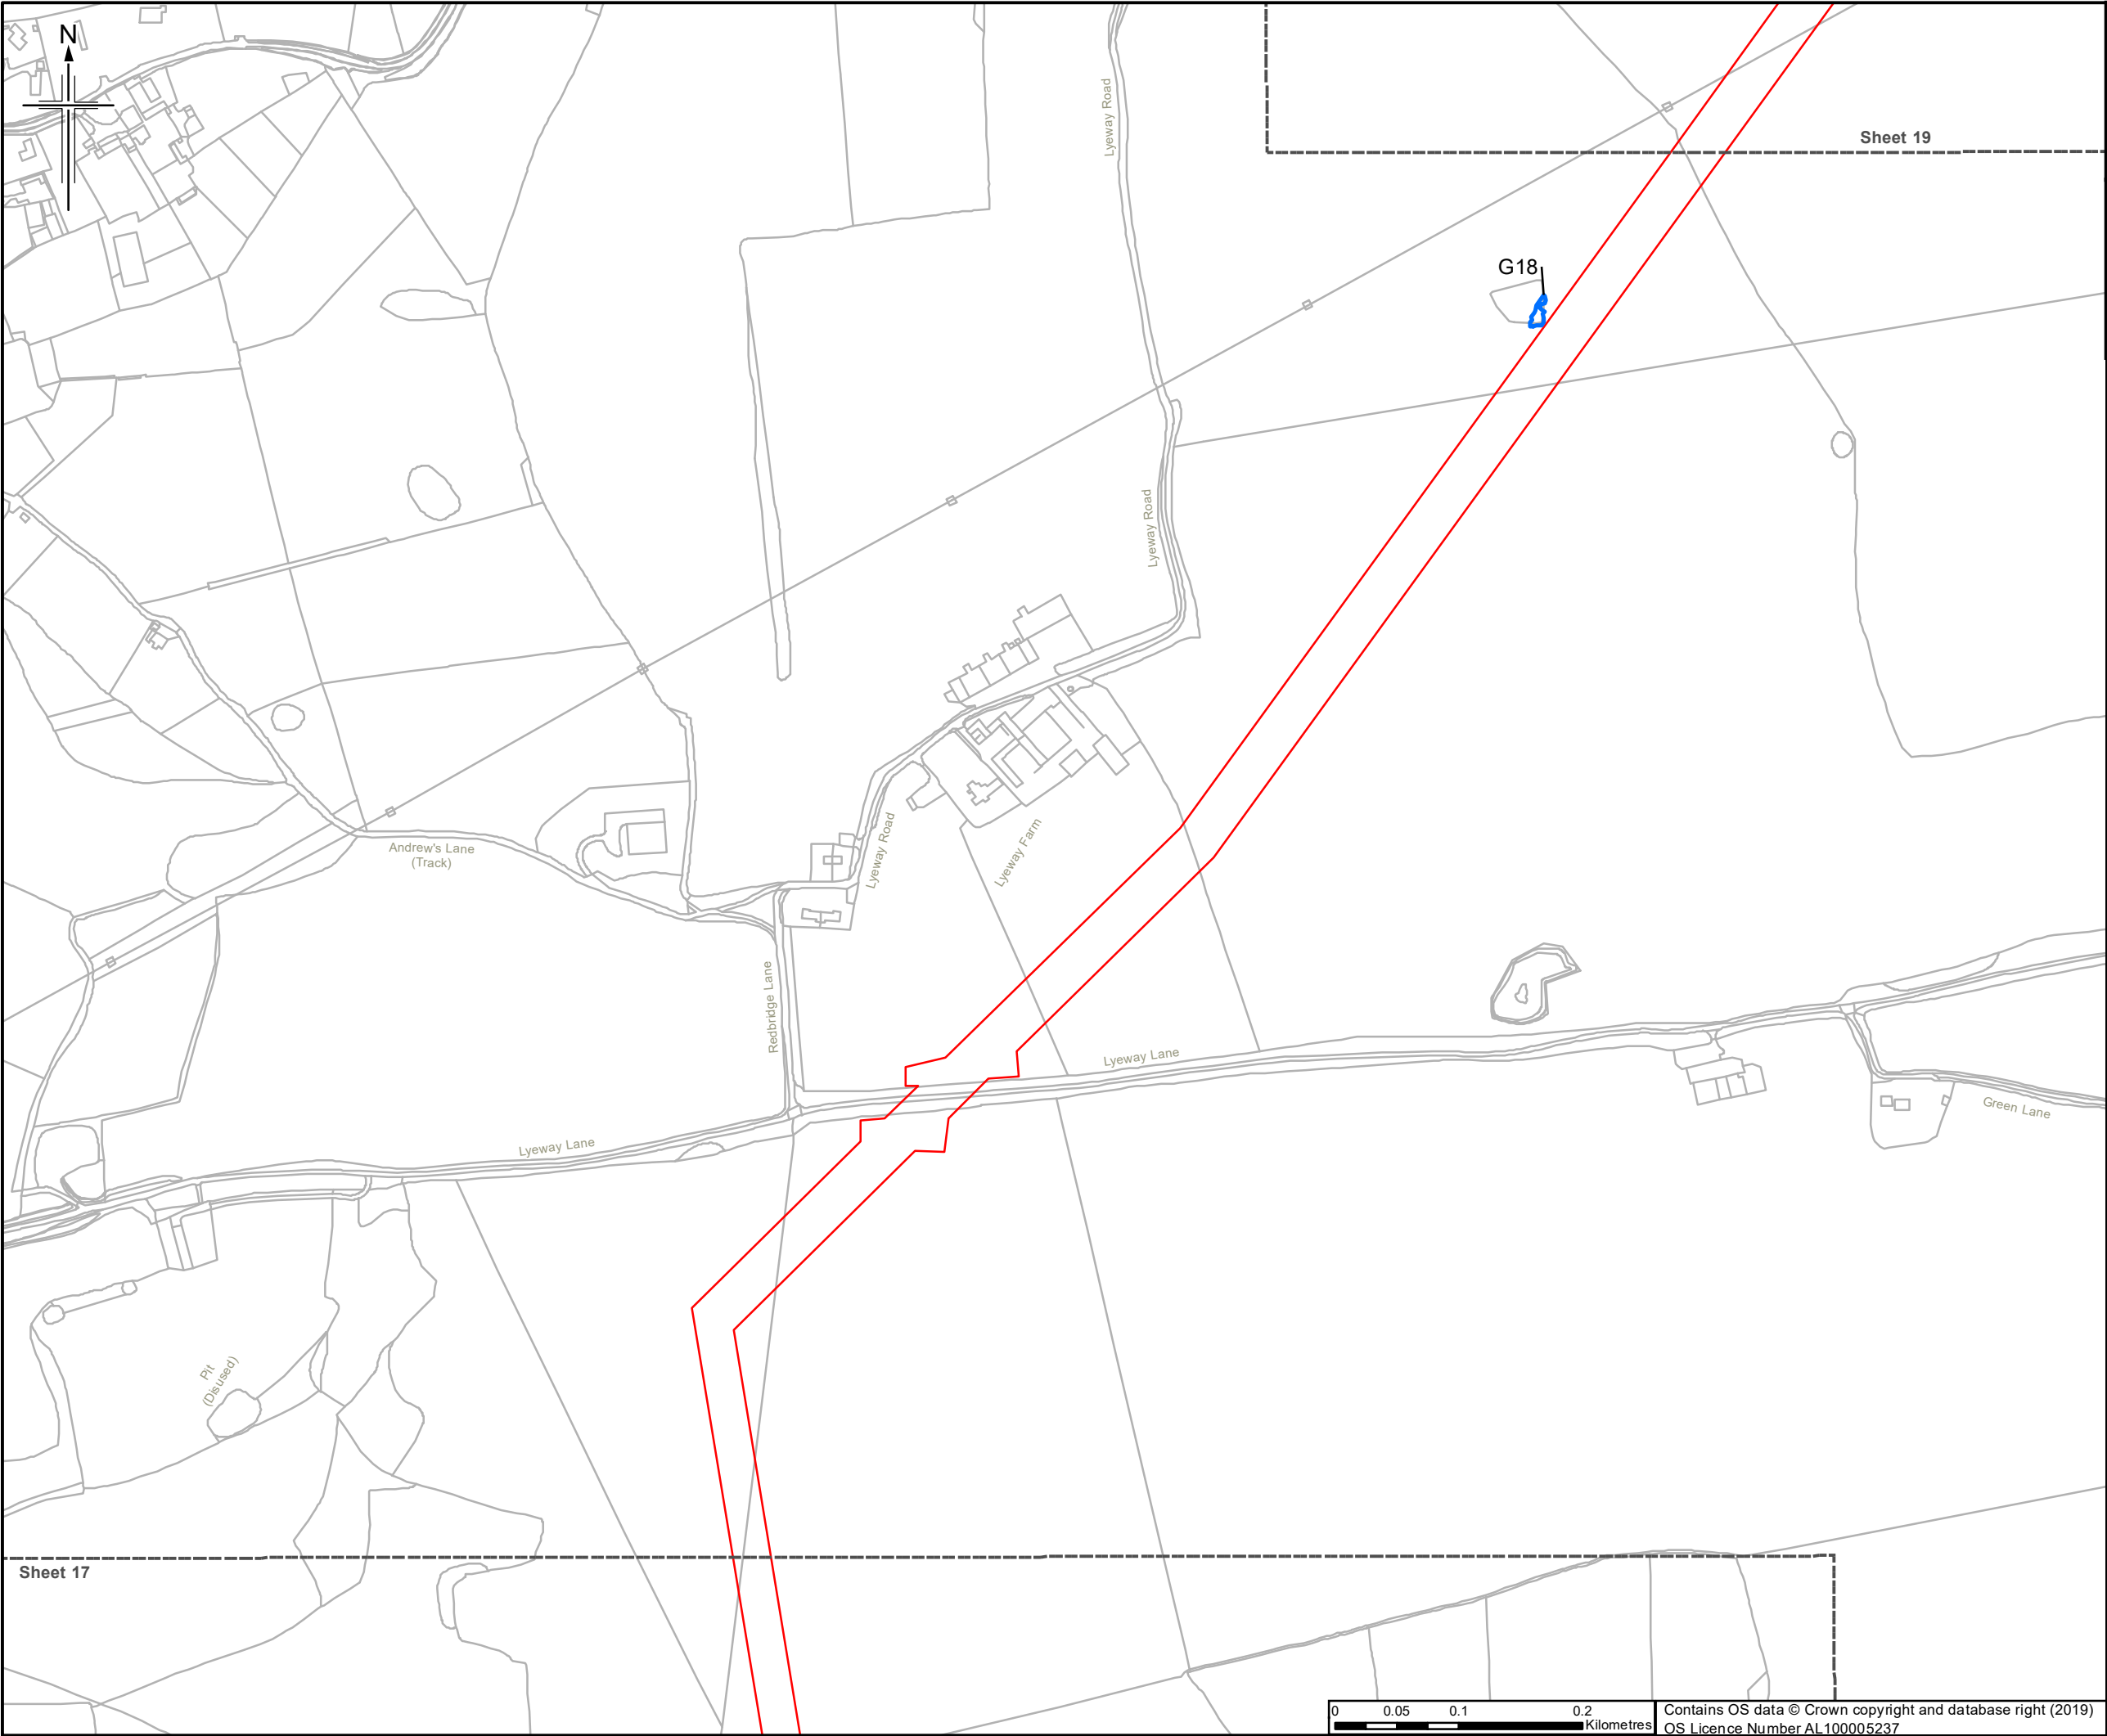 N
Lyeway Road
Sheet 19
G18
Lyeway Road
Andrew's Lane
(Track)
Lyeway Road
Lyeway Farm
Redbridge Lane
Lyeway Lane
Green Lane
Lyeway Lane
Pit
(Disused)
Sheet 17
0 0.05 0.1 0.2
Kilometres
Contains OS data © Crown copyright and database right (2019)
OS Licence Number AL100005237